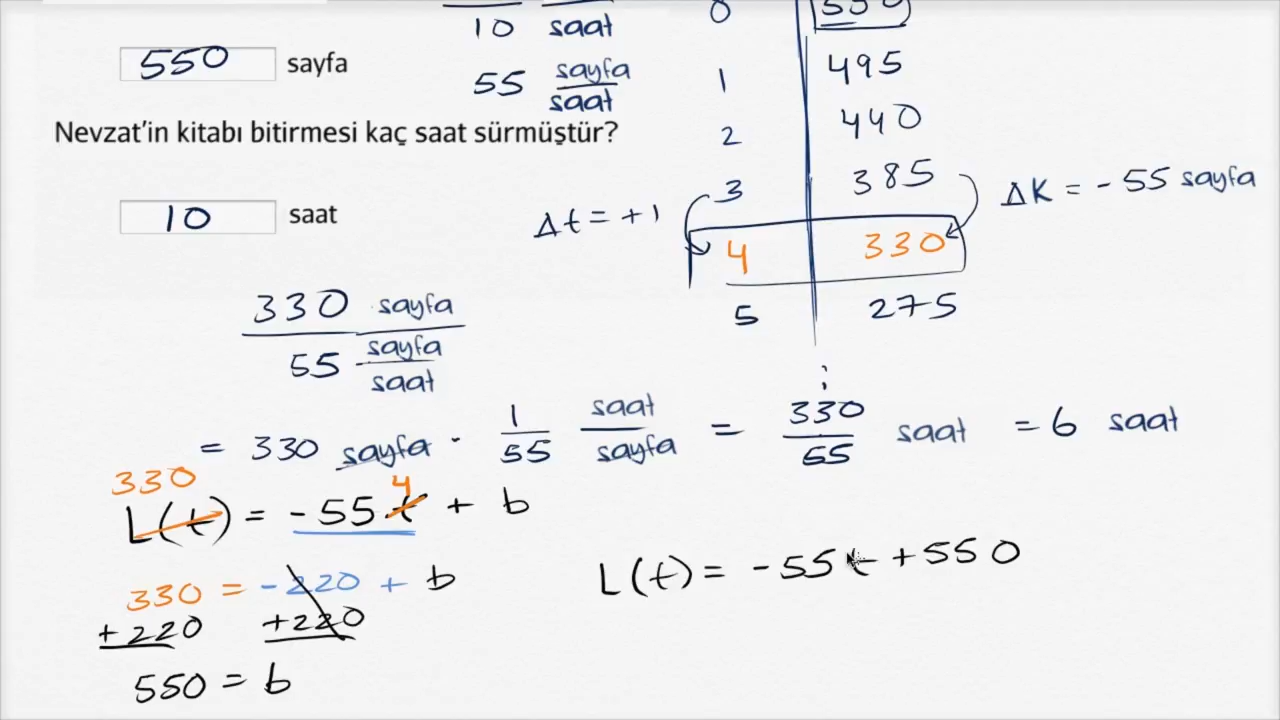 550 sayfa
10 saat
55 sayfa/saat
Nevzat'in kitabı bitirmesi kaç saat sürmüştür?
10 saat
0 550
1 495
2 440
3 385
4 330
5 275
⋮
Δt = +1
ΔK = -55 sayfa
330 sayfa
55 sayfa/saat
= 330 sayfa · 1/55 saat/sayfa = 330/55 saat = 6 saat
330 4
L(t) = -55 t + b
330 = -220 + b
+220 +220
550 = b
L(t) = -55t + 550